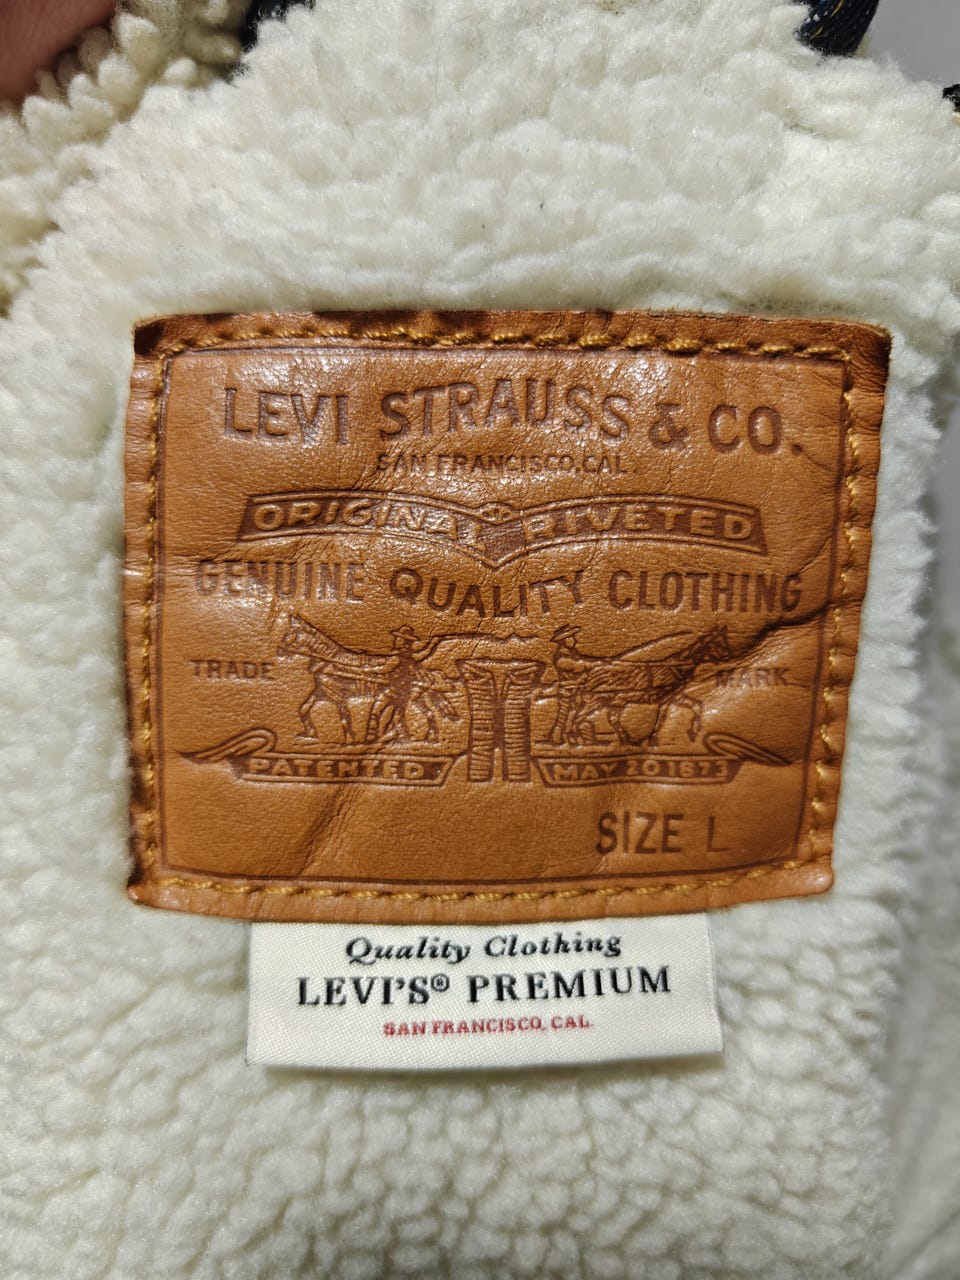 LEVI STRAUSS & CO.
SAN FRANCISCO, CAL.
ORIGINAL RIVETED
GENUINE QUALITY CLOTHING
TRADE MARK
PATENTED MAY 20 1873
SIZE L
Quality Clothing
LEVI'S® PREMIUM
SAN FRANCISCO, CAL.